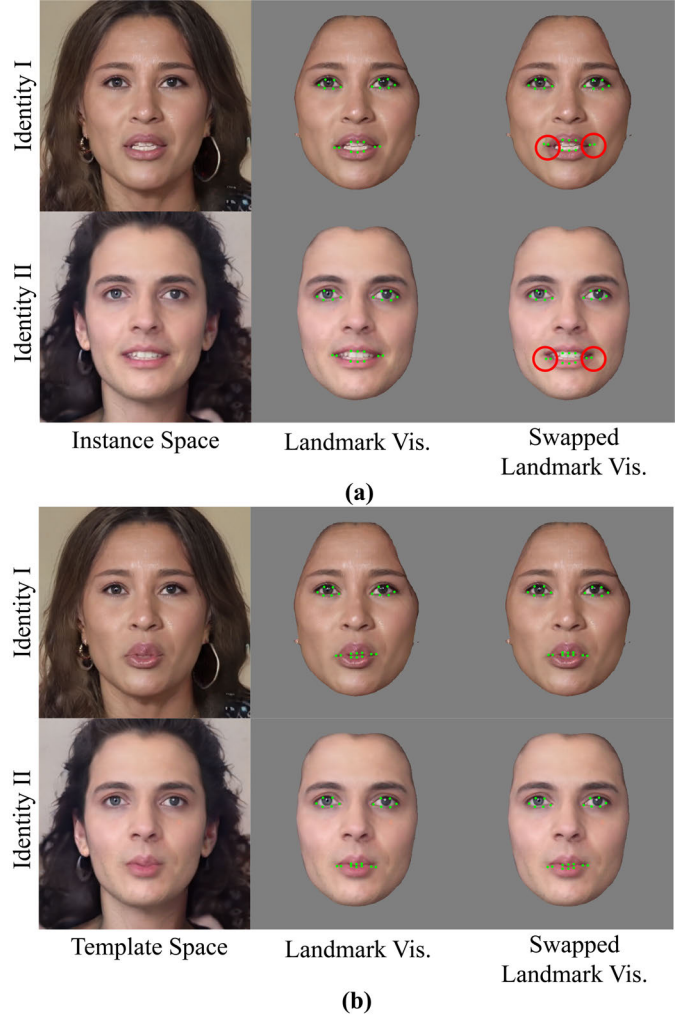 Identity I
Identity II
Instance Space
Landmark Vis.
Swapped
Landmark Vis.
(a)
Identity I
Identity II
Template Space
Landmark Vis.
Swapped
Landmark Vis.
(b)